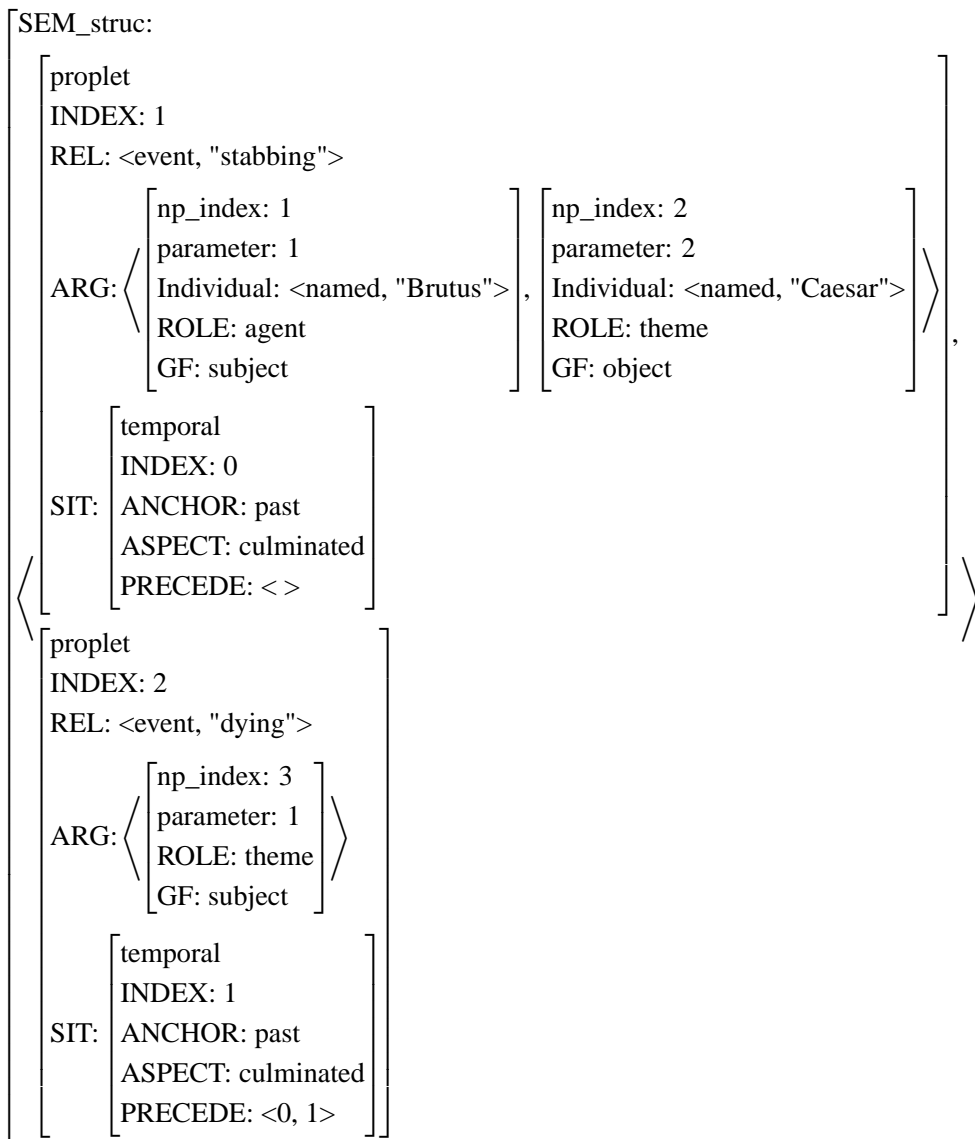 SEM_struc:
proplet
INDEX: 1
REL: <event, "stabbing">
ARG: ⟨ np_index: 1
parameter: 1
Individual: <named, "Brutus">
ROLE: agent
GF: subject
, np_index: 2
parameter: 2
Individual: <named, "Caesar">
ROLE: theme
GF: object ⟩
SIT: temporal
INDEX: 0
ANCHOR: past
ASPECT: culminated
PRECEDE: < >
,
proplet
INDEX: 2
REL: <event, "dying">
ARG: ⟨ np_index: 3
parameter: 1
ROLE: theme
GF: subject ⟩
SIT: temporal
INDEX: 1
ANCHOR: past
ASPECT: culminated
PRECEDE: <0, 1>